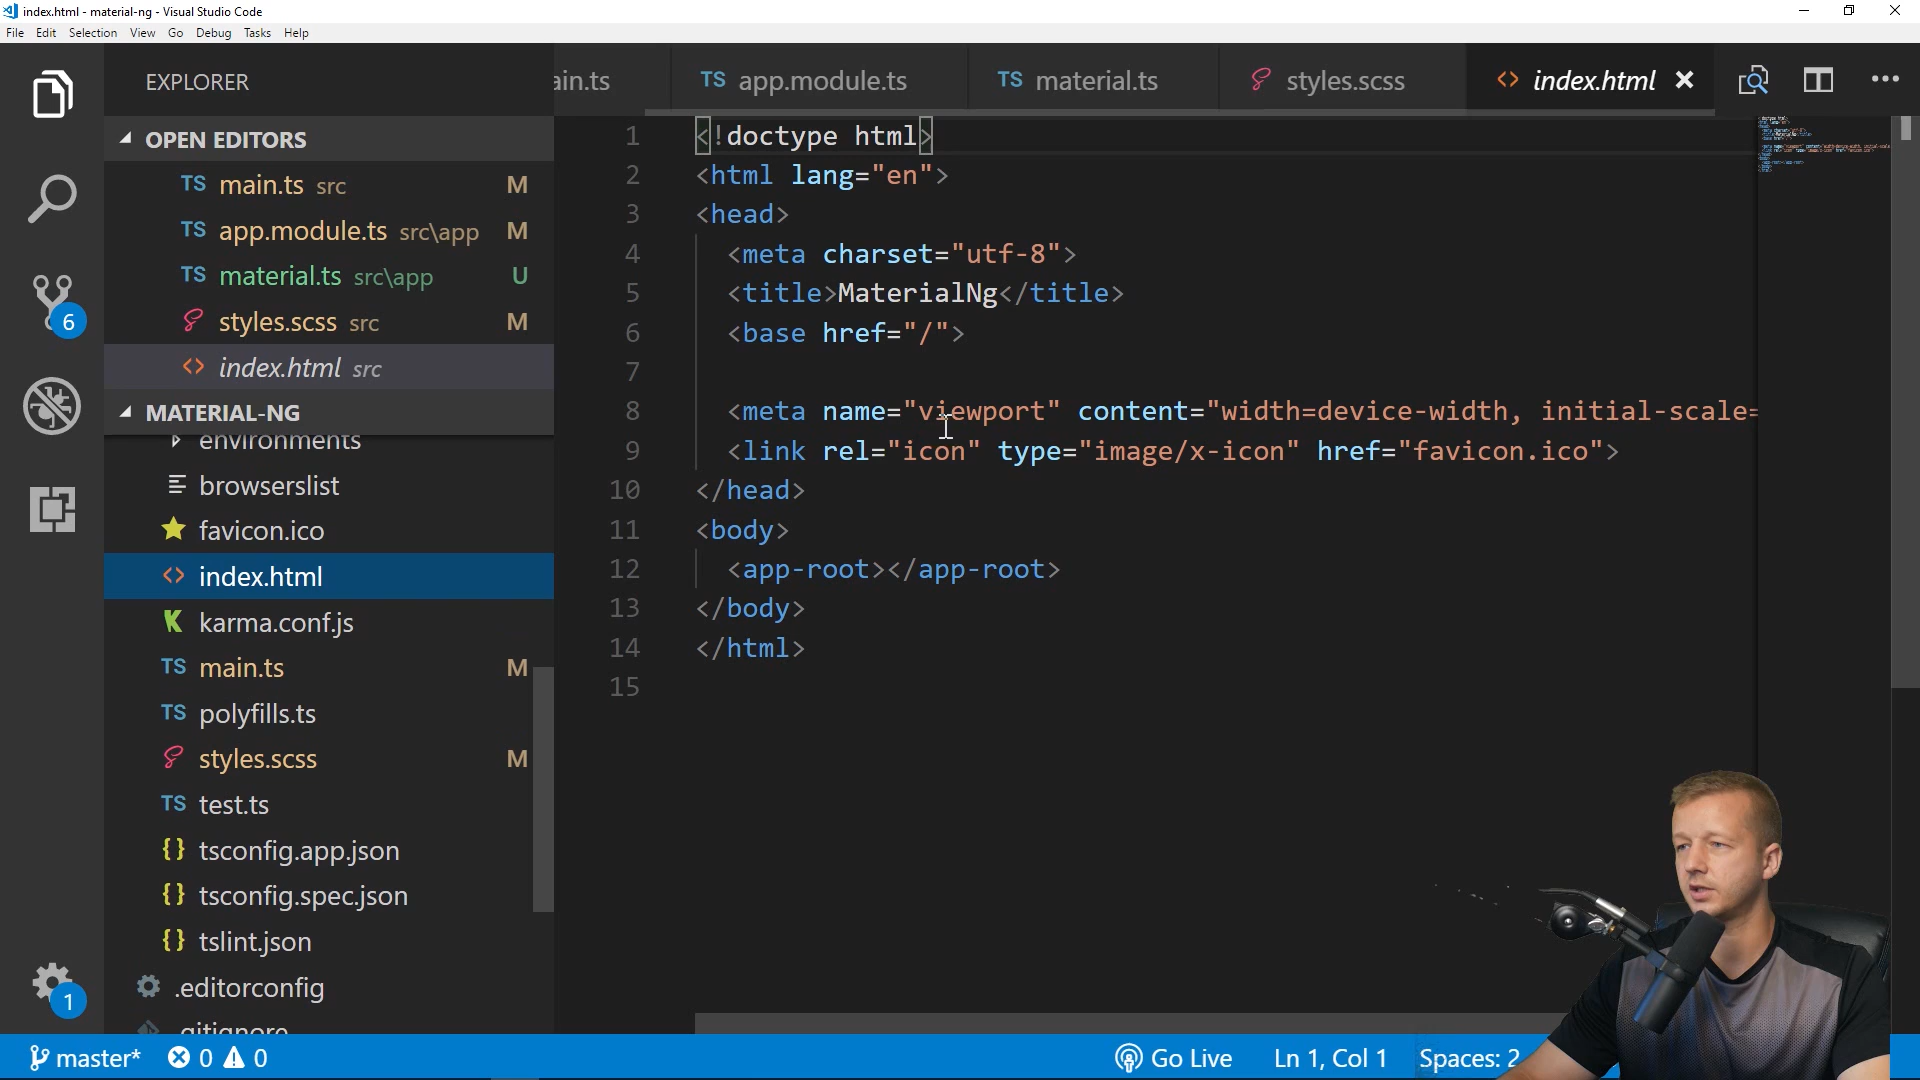 index.html - material-ng - Visual Studio Code
File Edit Selection View Go Debug Tasks Help
EXPLORER
ain.ts
TS app.module.ts
TS material.ts
styles.scss
<> index.html
OPEN EDITORS
TS main.ts src M
TS app.module.ts src\app M
TS material.ts src\app U
styles.scss src M
<> index.html src
MATERIAL-NG
environments
browserslist
favicon.ico
<> index.html
karma.conf.js
TS main.ts M
TS polyfills.ts
styles.scss M
TS test.ts
{} tsconfig.app.json
{} tsconfig.spec.json
{} tslint.json
.editorconfig
.gitignore
6
1
1 <!doctype html>
2 <html lang="en">
3 <head>
4 <meta charset="utf-8">
5 <title>MaterialNg</title>
6 <base href="/">
7
8 <meta name="viewport" content="width=device-width, initial-scale=
9 <link rel="icon" type="image/x-icon" href="favicon.ico">
10 </head>
11 <body>
12 <app-root></app-root>
13 </body>
14 </html>
15
master* 0 0
Go Live Ln 1, Col 1 Spaces: 2